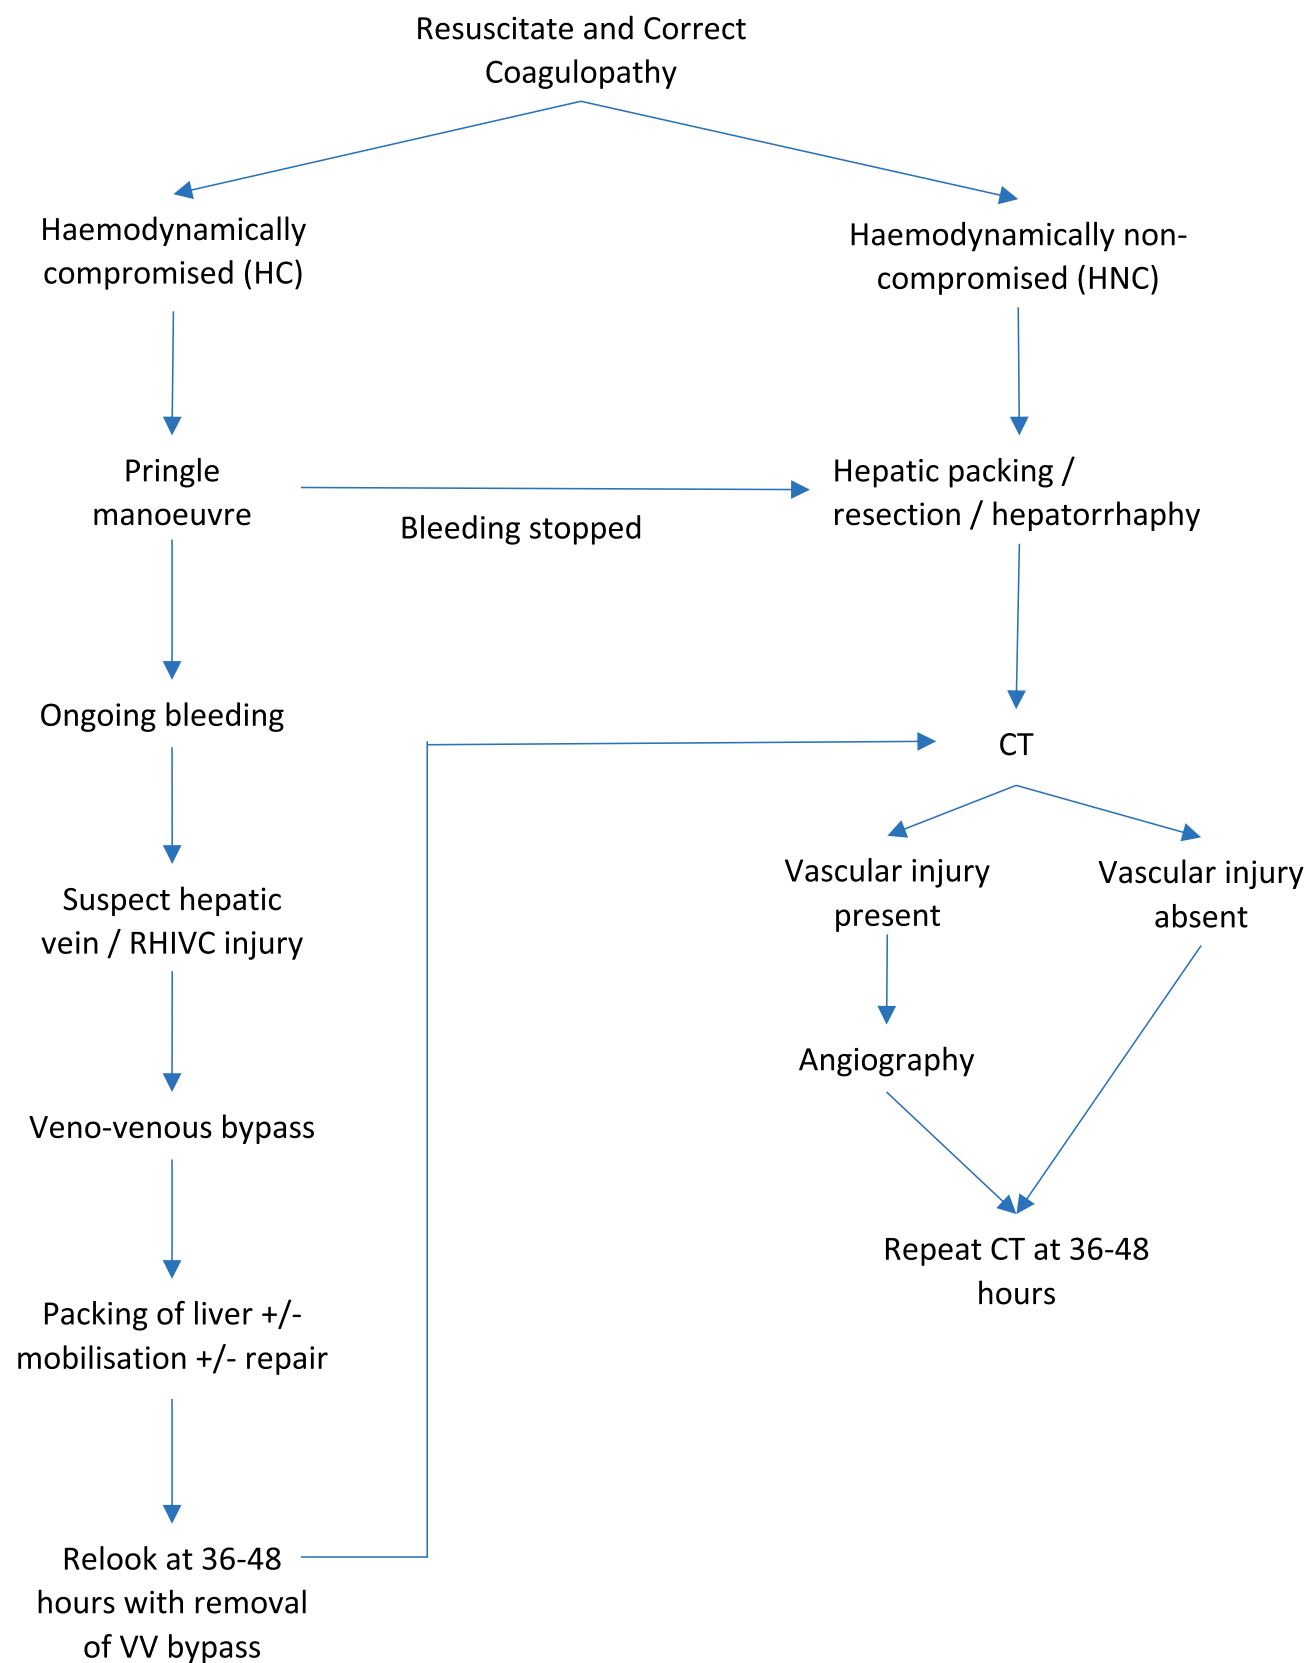 Resuscitate and Correct
Coagulopathy
Haemodynamically
compromised (HC)
Haemodynamically non-
compromised (HNC)
Pringle
manoeuvre
Bleeding stopped
Hepatic packing /
resection / hepatorrhaphy
Ongoing bleeding
CT
Suspect hepatic
vein / RHIVC injury
Vascular injury
present
Vascular injury
absent
Angiography
Veno-venous bypass
Repeat CT at 36-48
hours
Packing of liver +/-
mobilisation +/- repair
Relook at 36-48
hours with removal
of VV bypass